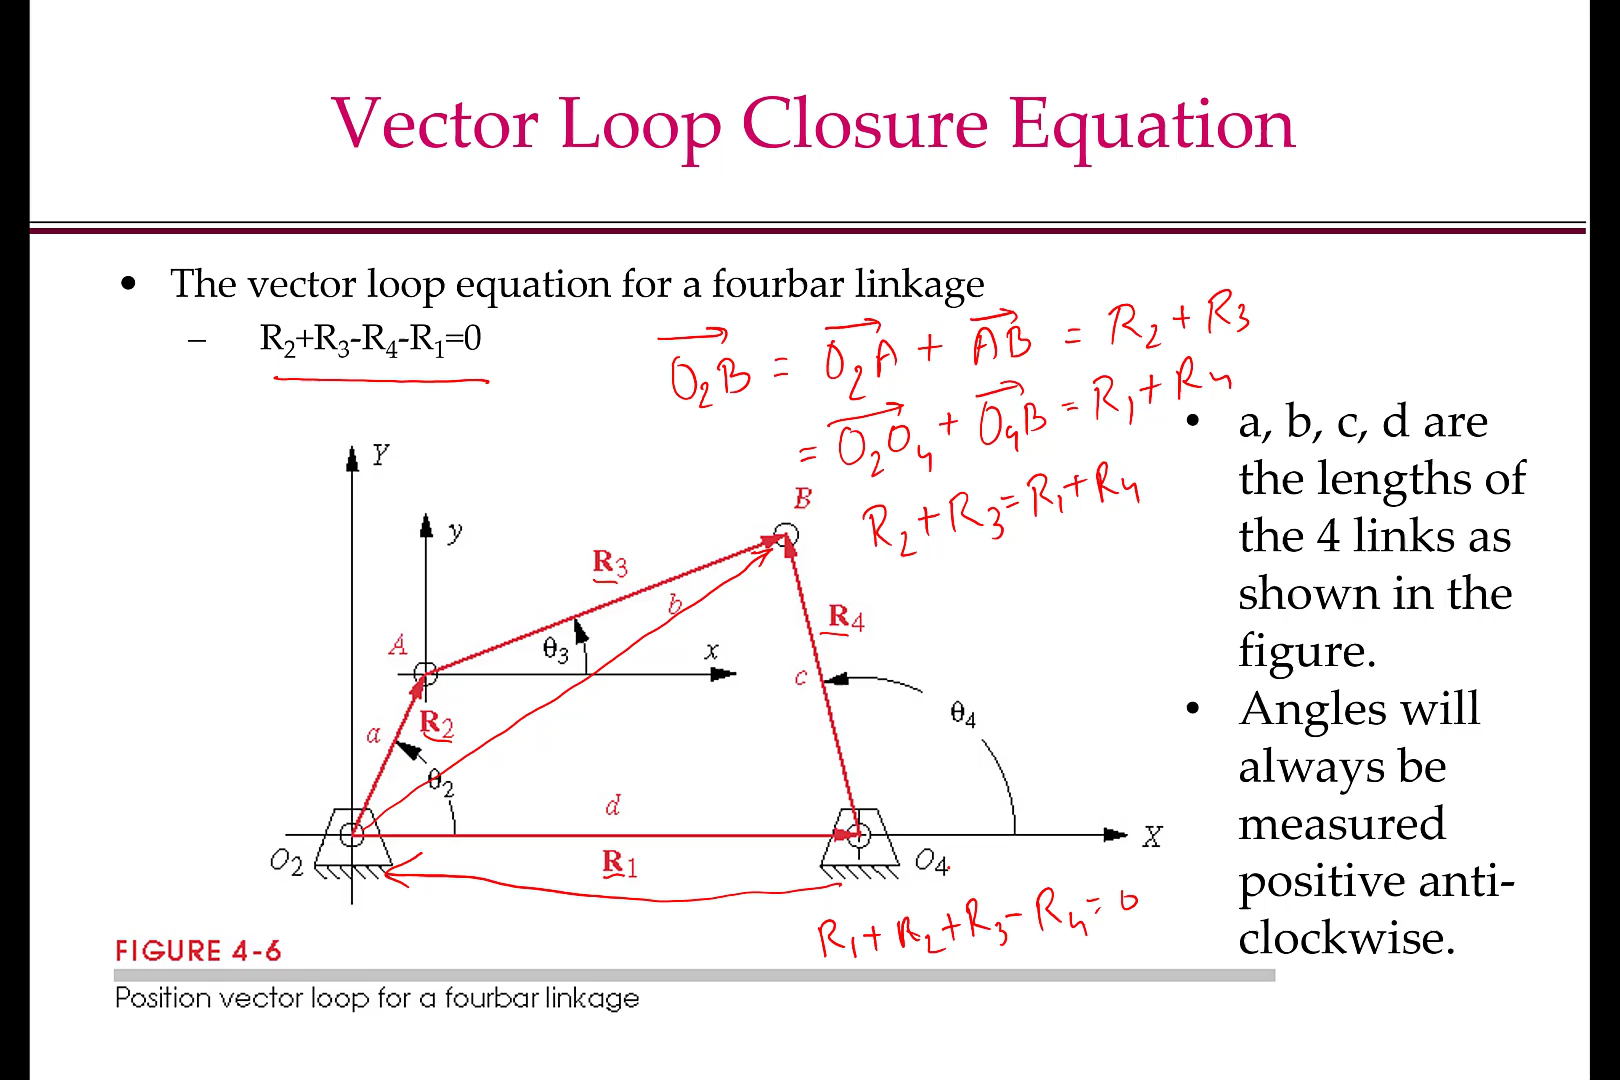 Vector Loop Closure Equation
• The vector loop equation for a fourbar linkage
– R₂+R₃-R₄-R₁=0
O₂B = O₂A + AB = R₂ + R₃
= O₂O₄ + O₄B = R₁ + R₄
R₂ + R₃ = R₁ + R₄
• a, b, c, d are
the lengths of
the 4 links as
shown in the
figure.
• Angles will
always be
measured
positive anti-
clockwise.
Y
y
B
R₃
b
R₄
A
θ₃
x
c
a
R₂
θ₄
θ₂
d
X
O₂
R₁
O₄
R₁ + R₂ + R₃ - R₄ = 0
FIGURE 4-6
Position vector loop for a fourbar linkage